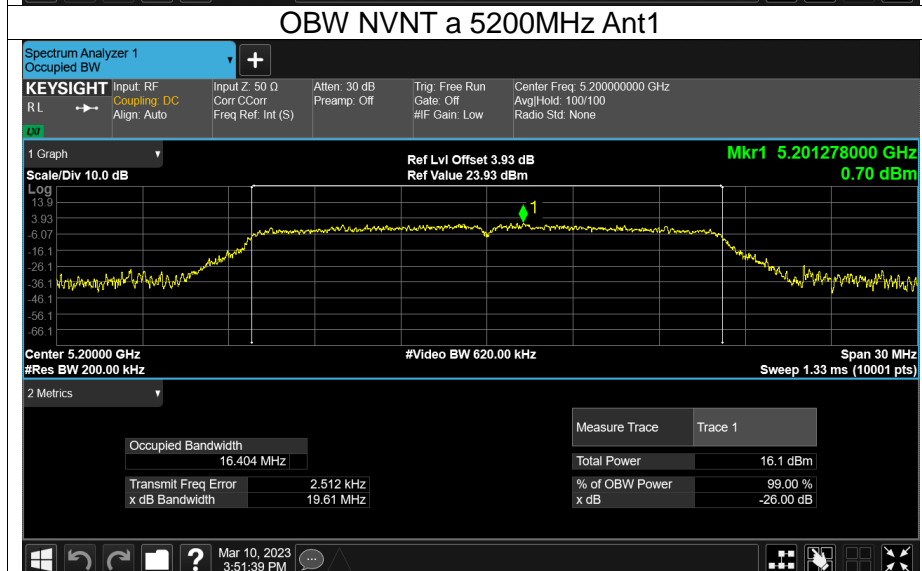 OBW NVNT a 5200MHz Ant1
Spectrum Analyzer 1
Occupied BW
+
KEYSIGHT
R L
LXI
Input: RF
Coupling: DC
Align: Auto
Input Z: 50 Ω
Corr CCorr
Freq Ref: Int (S)
Atten: 30 dB
Preamp: Off
Trig: Free Run
Gate: Off
#IF Gain: Low
Center Freq: 5.200000000 GHz
Avg|Hold: 100/100
Radio Std: None
1 Graph
Scale/Div 10.0 dB
Ref Lvl Offset 3.93 dB
Ref Value 23.93 dBm
Mkr1 5.201278000 GHz
0.70 dBm
Log
13.9
3.93
-6.07
-16.1
-26.1
-36.1
-46.1
-56.1
-66.1
1
Center 5.20000 GHz
#Res BW 200.00 kHz
#Video BW 620.00 kHz
Span 30 MHz
Sweep 1.33 ms (10001 pts)
2 Metrics
Occupied Bandwidth
16.404 MHz
Transmit Freq Error 2.512 kHz
x dB Bandwidth 19.61 MHz
Measure Trace Trace 1
Total Power 16.1 dBm
% of OBW Power 99.00 %
x dB -26.00 dB
?
Mar 10, 2023
3:51:39 PM